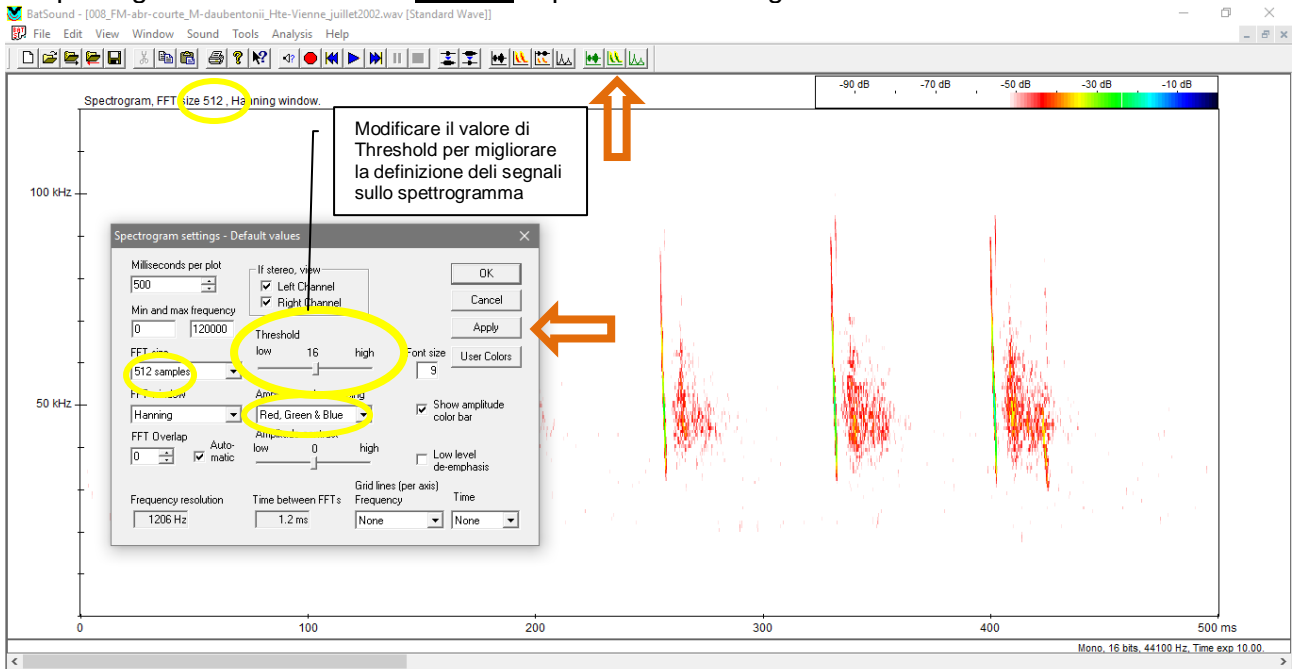 BatSound - [008_FM-abr-courte_M-daubentonii_Hte-Vienne_juillet2002.wav [Standard Wave]]
File Edit View Window Sound Tools Analysis Help
-90 dB -70 dB -50 dB -30 dB -10 dB
Spectrogram, FFT size 512 , Hanning window.
Modificare il valore di
Threshold per migliorare
la definizione deli segnali
sullo spettrogramma
100 kHz
Spectrogram settings - Default values
Milliseconds per plot
500
If stereo, view
Left Channel
Right Channel
OK
Cancel
Apply
User Colors
Min and max frequency
0 120000
Threshold
low 16 high
Font size
9
FFT size
512 samples
50 kHz
FFT window
Hanning
Red, Green & Blue
Show amplitude
color bar
FFT Overlap
0
Auto-
matic
low 0 high
Low level
de-emphasis
Grid lines (per axis)
Frequency resolution Time between FFTs Frequency Time
1206 Hz 1.2 ms None None
0 100 200 300 400 500 ms
Mono, 16 bits, 44100 Hz, Time exp 10.00.